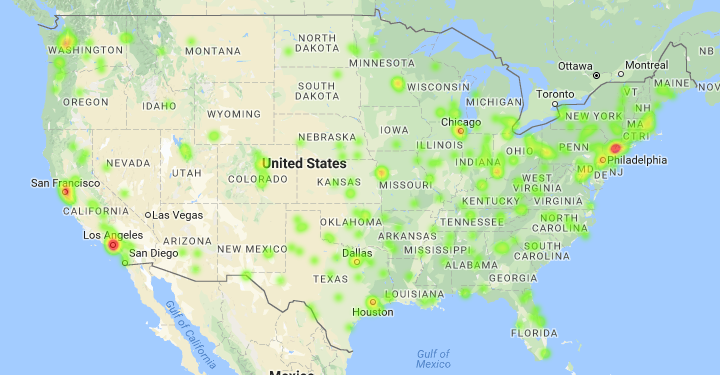 WASHINGTON
MONTANA
NORTH
DAKOTA
MINNESOTA
Ottawa
Montreal
NB
MAINE
NOV
OREGON
IDAHO
SOUTH
DAKOTA
WISCONSIN
MICHIGAN
Toronto
VT
NH
WYOMING
Chicago
NEW YORK
MA
CT RI
NEBRASKA
IOWA
ILLINOIS
INDIANA
OHIO
PENN
Philadelphia
NEVADA
UTAH
United States
COLORADO
KANSAS
MISSOURI
WEST
VIRGINIA
MD
DE
NJ
San Francisco
CALIFORNIA
Las Vegas
KENTUCKY
VIRGINIA
Los Angeles
San Diego
ARIZONA
NEW MEXICO
OKLAHOMA
ARKANSAS
TENNESSEE
NORTH
CAROLINA
Dallas
MISSISSIPPI
SOUTH
CAROLINA
ALABAMA
GEORGIA
TEXAS
LOUISIANA
Houston
Gulf of
California
FLORIDA
Gulf of
Mexico
Mexico